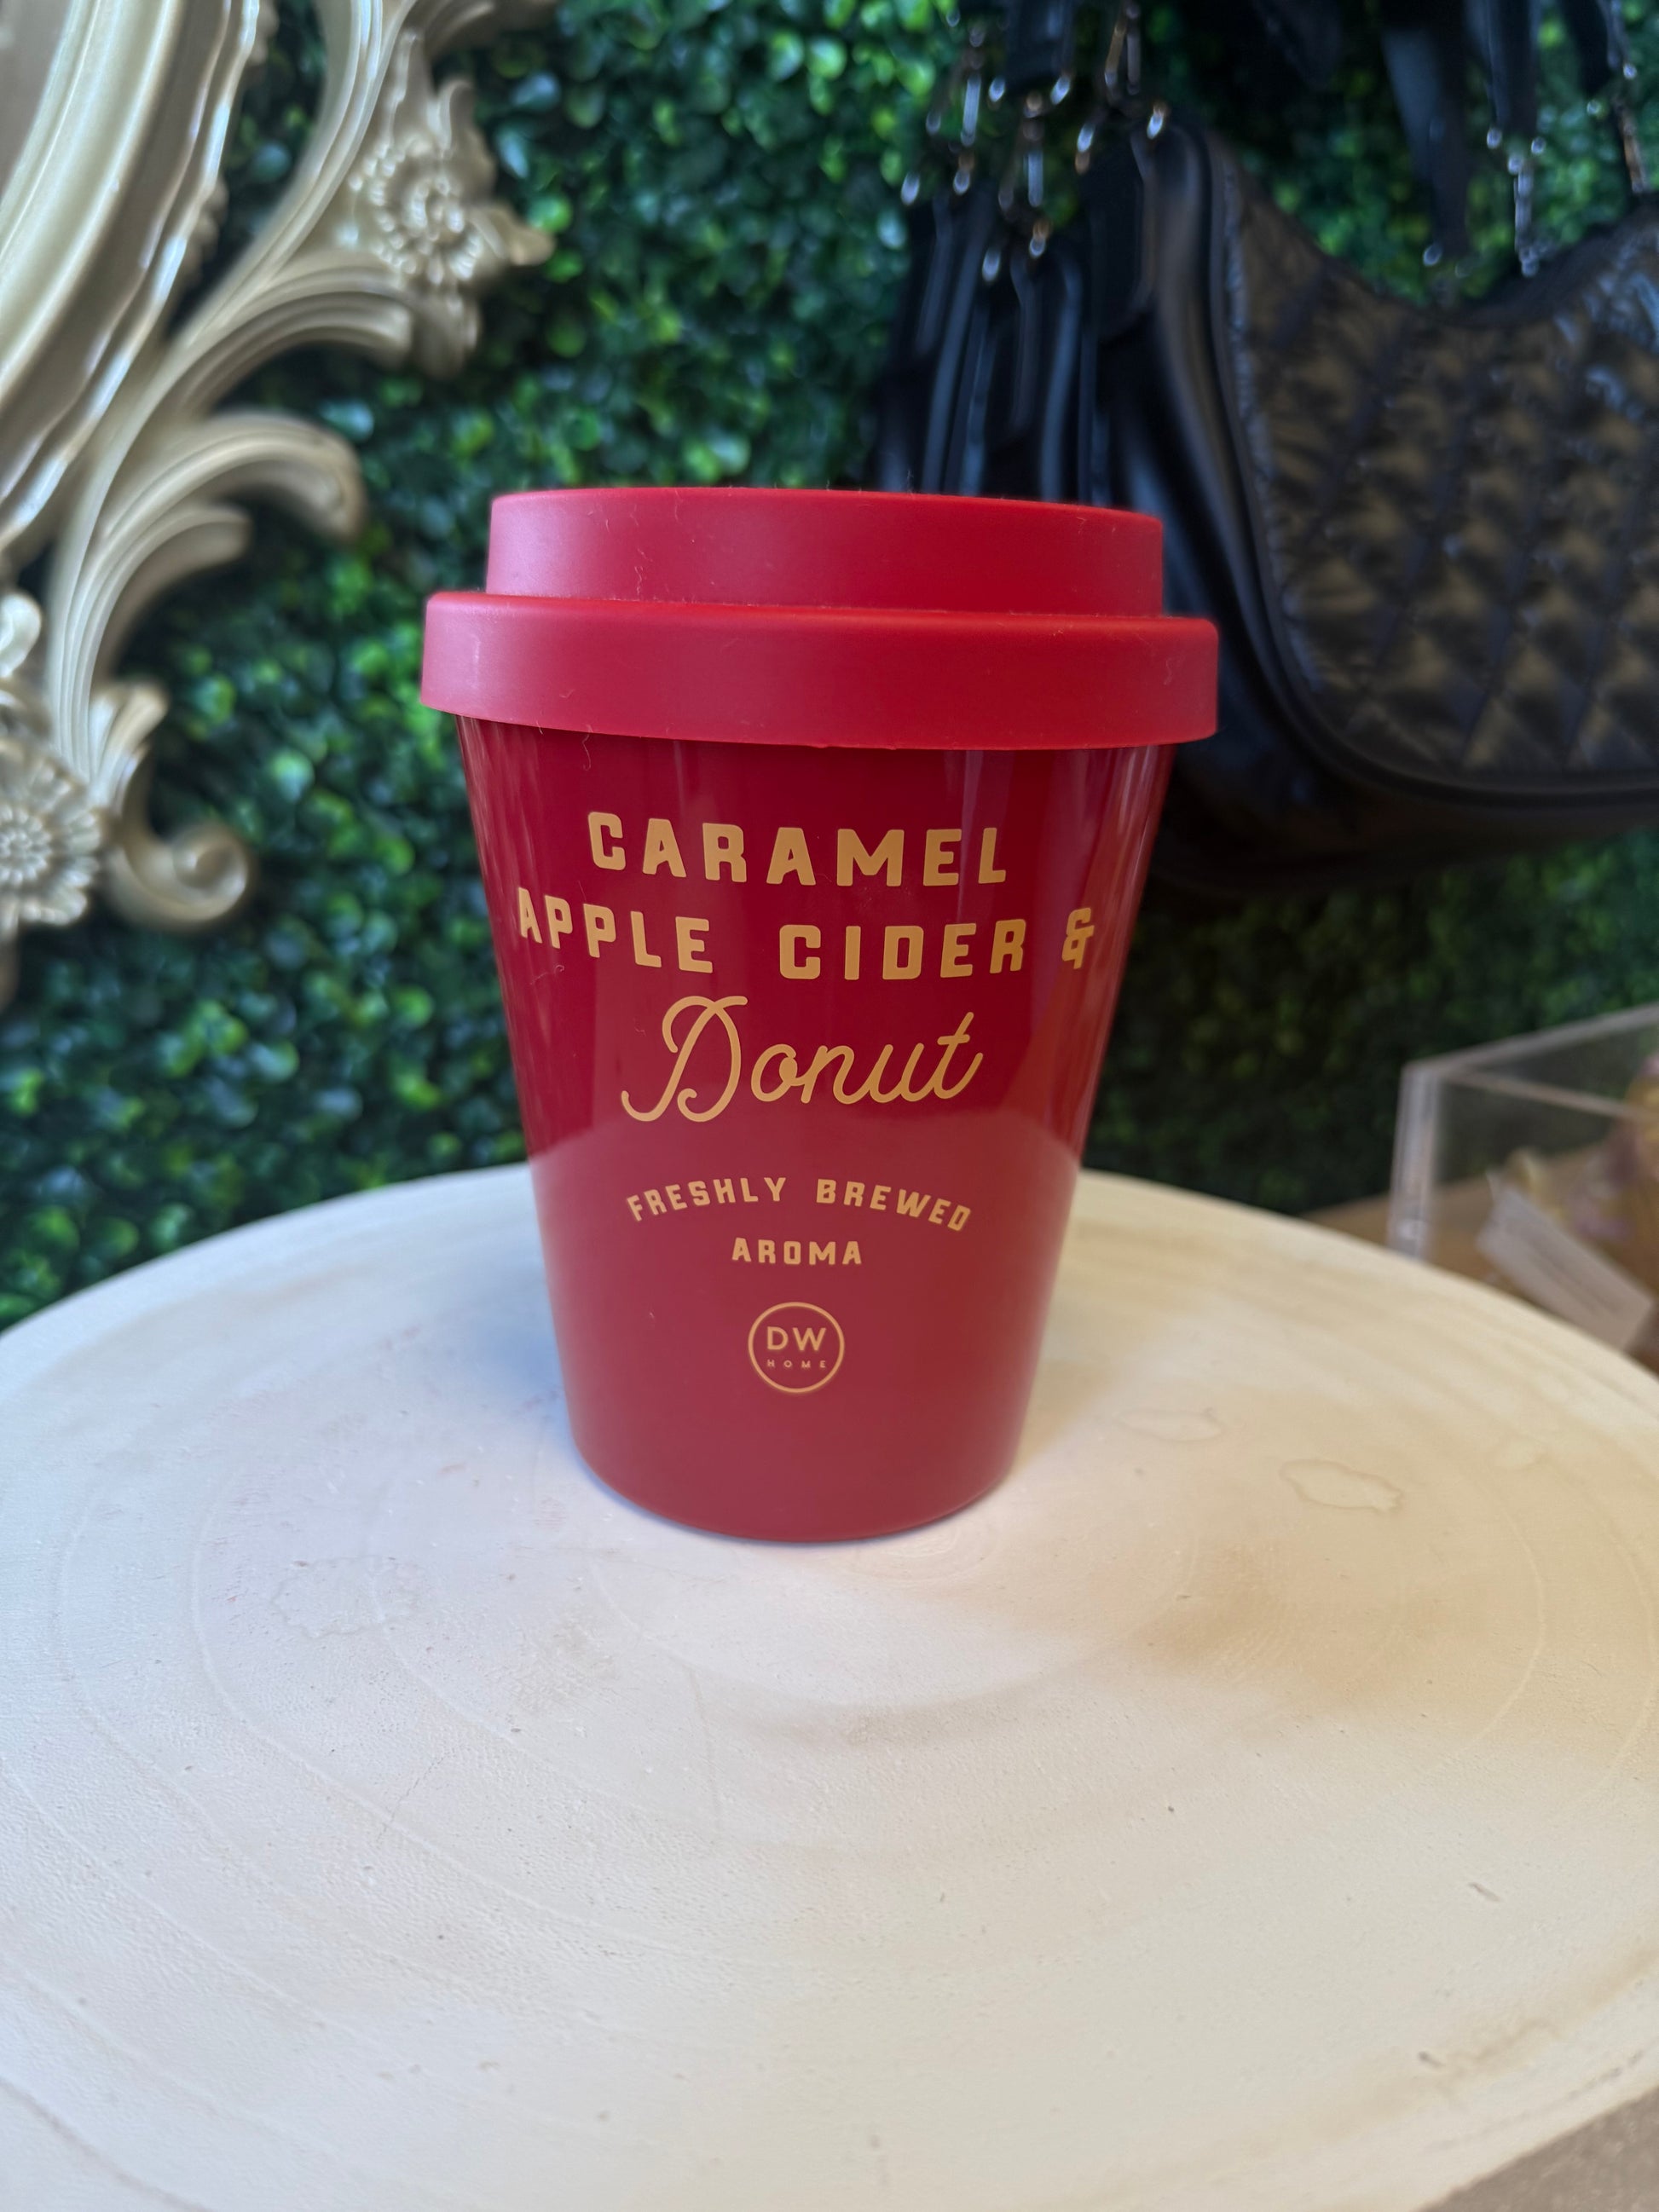 CARAMEL
APPLE CIDER &
Donut
FRESHLY BREWED
AROMA
DW
HOME